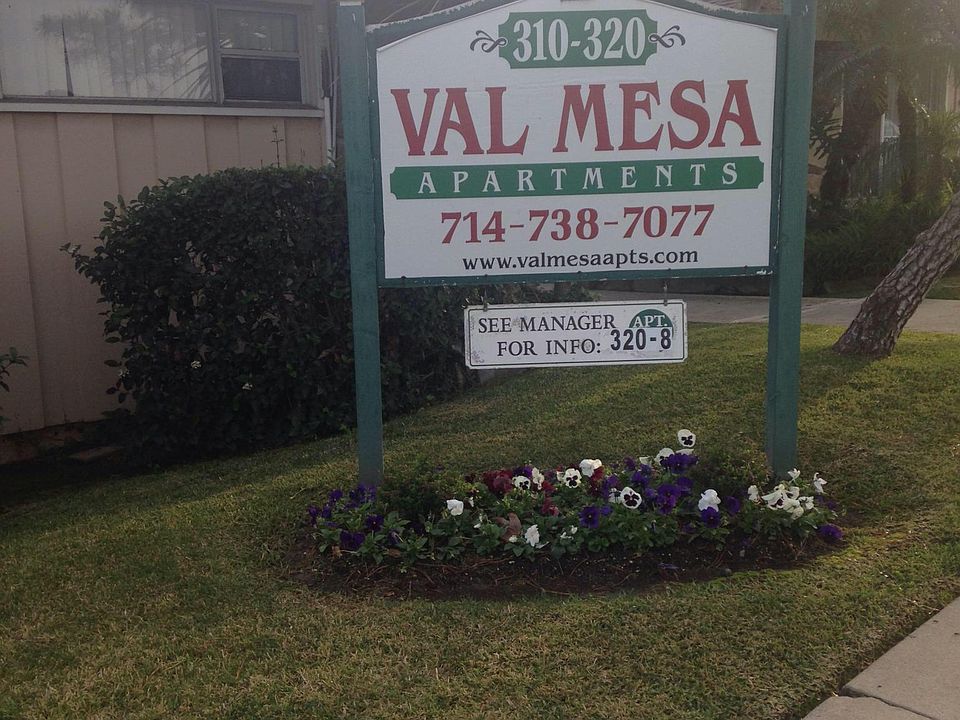 310-320
VAL MESA
APARTMENTS
714-738-7077
www.valmesaapts.com
SEE MANAGER APT.
FOR INFO: 320-8